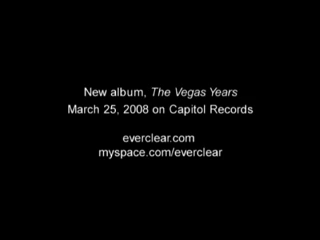 New album, The Vegas Years
March 25, 2008 on Capitol Records
everclear.com
myspace.com/everclear